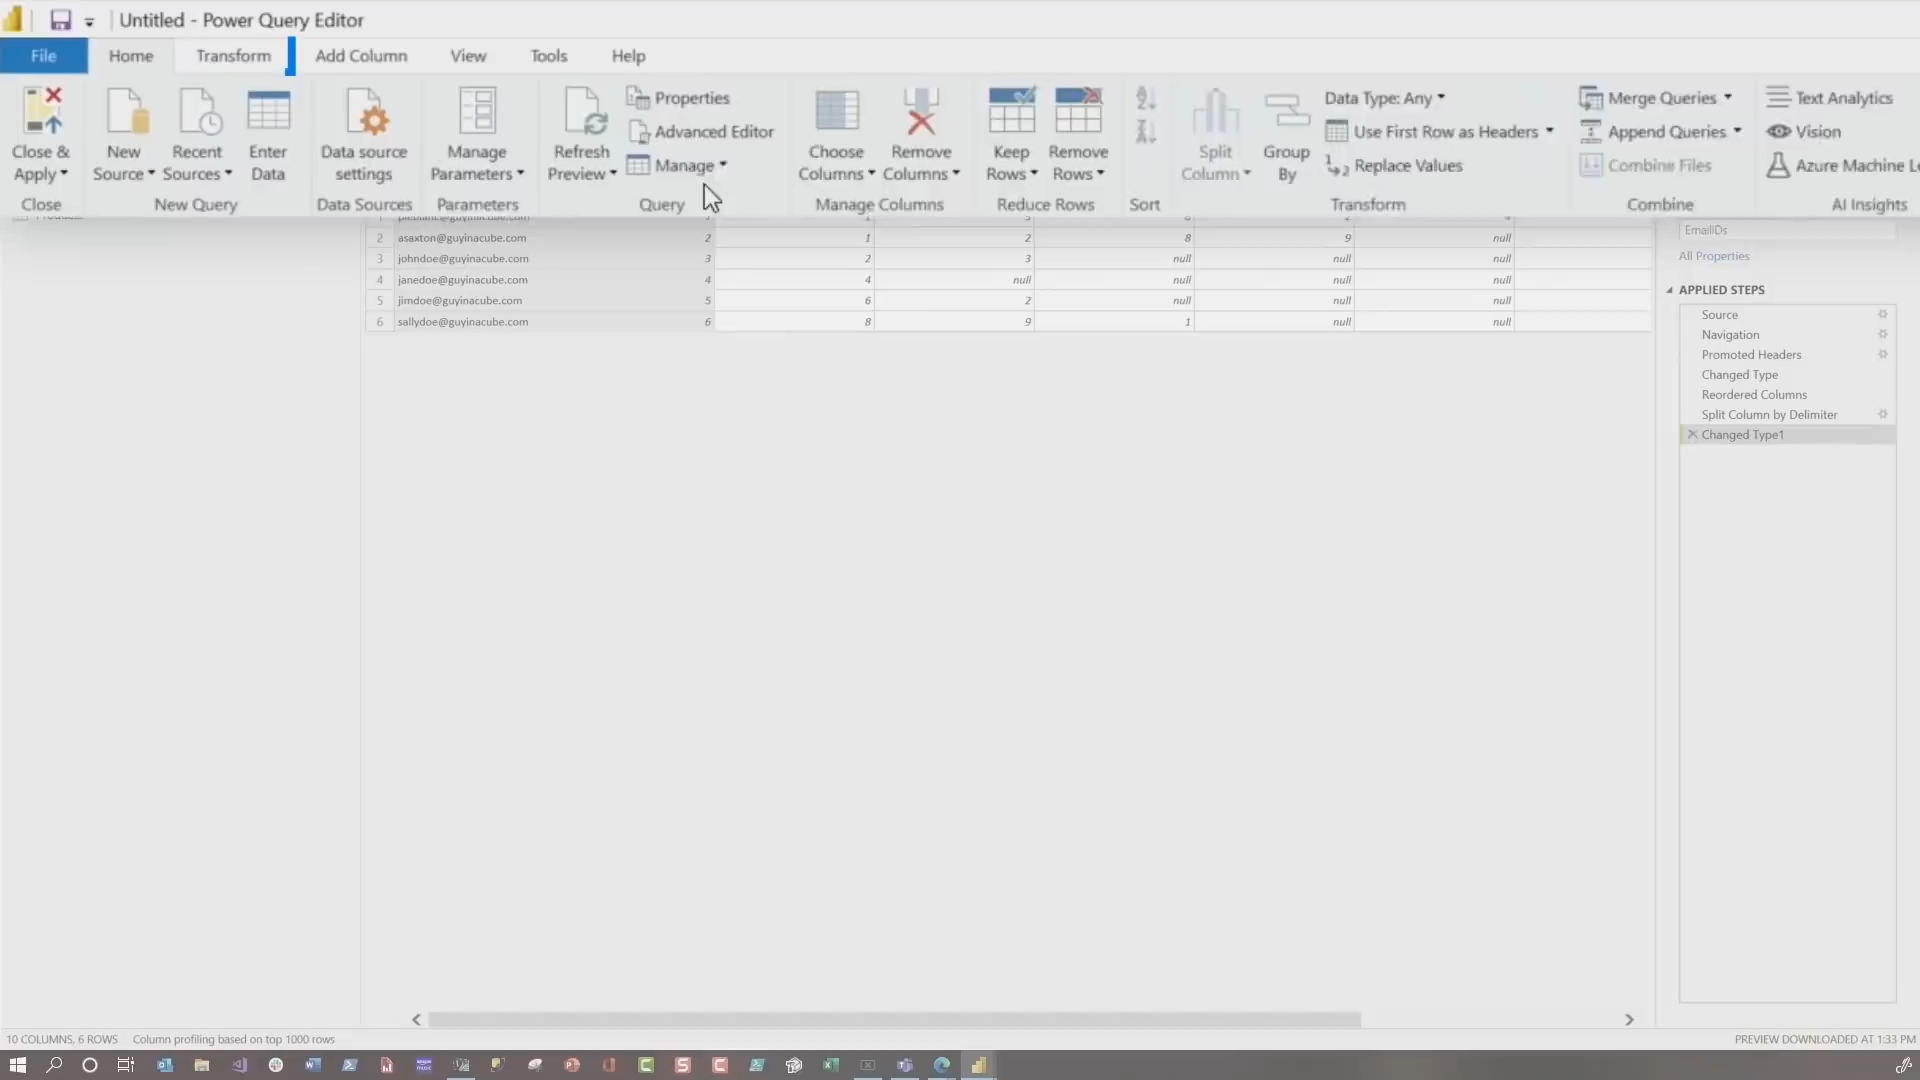 Untitled - Power Query Editor
File Home Transform Add Column View Tools Help
Close & Apply
New Source
Recent Sources
Enter Data
Data source settings
Manage Parameters
Refresh Preview
Properties
Advanced Editor
Manage
Choose Columns
Remove Columns
Keep Rows
Remove Rows
Split Column
Group By
Data Type: Any
Use First Row as Headers
Replace Values
Merge Queries
Append Queries
Combine Files
Text Analytics
Vision
Azure Machine Le
Close New Query Data Sources Parameters Query Manage Columns Reduce Rows Sort Transform Combine AI Insights
2 asaxton@guyinacube.com 2 1 2 8 9 null
3 johndoe@guyinacube.com 3 2 3 null null null
4 janedoe@guyinacube.com 4 4 null null null null
5 jimdoe@guyinacube.com 5 6 2 null null null
6 sallydoe@guyinacube.com 6 8 9 1 null null
EmailIDs
All Properties
APPLIED STEPS
Source
Navigation
Promoted Headers
Changed Type
Reordered Columns
Split Column by Delimiter
Changed Type1
10 COLUMNS, 6 ROWS Column profiling based on top 1000 rows
PREVIEW DOWNLOADED AT 1:33 PM